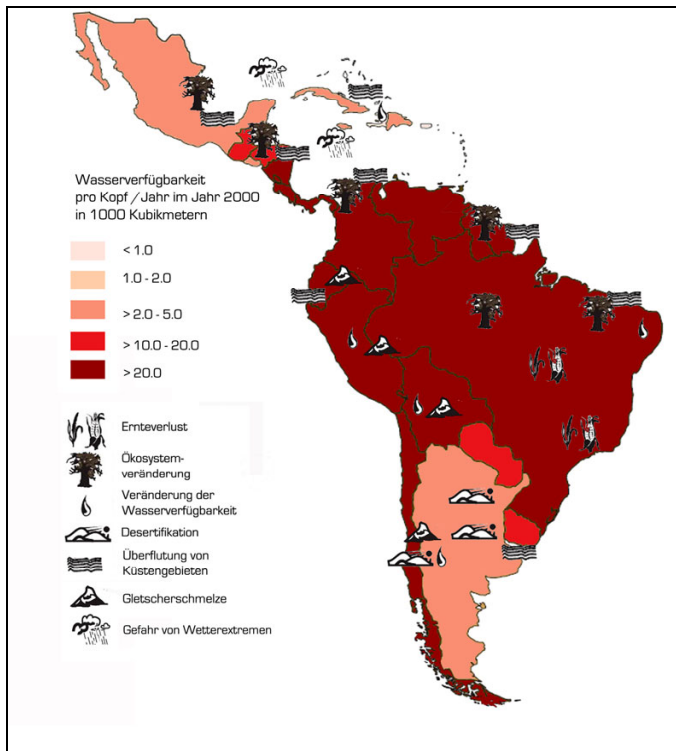 Wasserverfügbarkeit
pro Kopf /Jahr im Jahr 2000
in 1000 Kubikmetern
< 1.0
1.0 - 2.0
> 2.0 - 5.0
> 10.0 - 20.0
> 20.0
Ernteverlust
Ökosystem-
veränderung
Veränderung der
Wasserverfügbarkeit
Desertifikation
Überflutung von
Küstengebieten
Gletscherschmelze
Gefahr von Wetterextremen